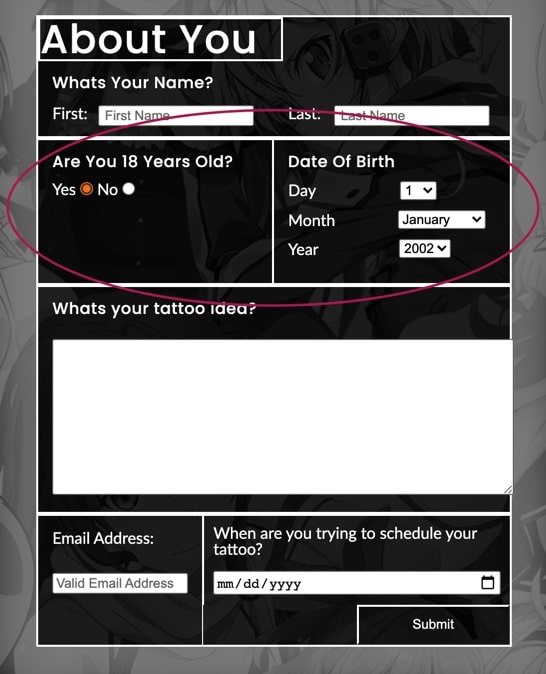 About You
Whats Your Name?
First: First Name Last: Last Name
Are You 18 Years Old?
Yes No
Date Of Birth
Day 1
Month January
Year 2002
Whats your tattoo idea?
Email Address:
Valid Email Address
When are you trying to schedule your
tattoo?
mm/dd/yyyy
Submit